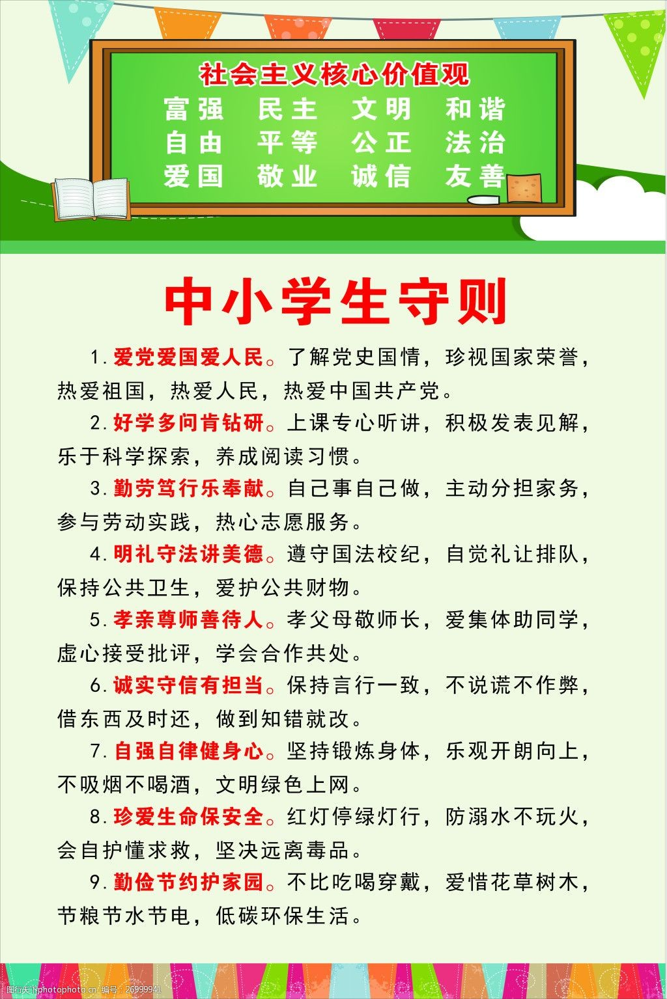 社会主义核心价值观
富强 民主 文明 和谐
自由 平等 公正 法治
爱国 敬业 诚信 友善
中小学生守则
1.爱党爱国爱人民。了解党史国情，珍视国家荣誉，
热爱祖国，热爱人民，热爱中国共产党。
2.好学多问肯钻研。上课专心听讲，积极发表见解，
乐于科学探索，养成阅读习惯。
3.勤劳笃行乐奉献。自己事自己做，主动分担家务，
参与劳动实践，热心志愿服务。
4.明礼守法讲美德。遵守国法校纪，自觉礼让排队，
保持公共卫生，爱护公共财物。
5.孝亲尊师善待人。孝父母敬师长，爱集体助同学，
虚心接受批评，学会合作共处。
6.诚实守信有担当。保持言行一致，不说谎不作弊，
借东西及时还，做到知错就改。
7.自强自律健身心。坚持锻炼身体，乐观开朗向上，
不吸烟不喝酒，文明绿色上网。
8.珍爱生命保安全。红灯停绿灯行，防溺水不玩火，
会自护懂求救，坚决远离毒品。
9.勤俭节约护家园。不比吃喝穿戴，爱惜花草树木，
节粮节水节电，低碳环保生活。
图行天下photophoto.cn 编号：26999941